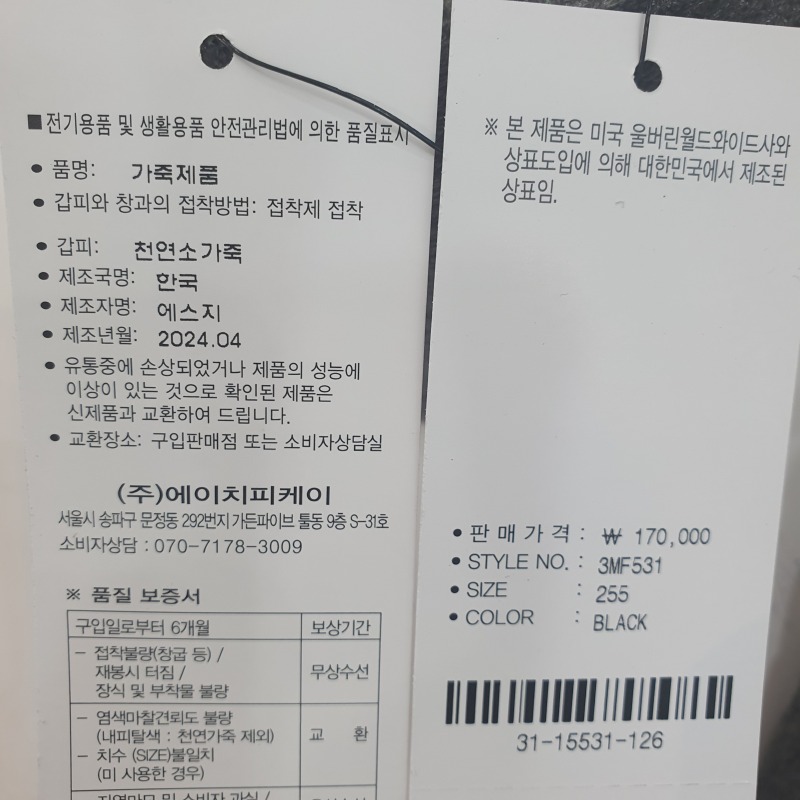 ■ 전기용품 및 생활용품 안전관리법에 의한 품질표시
● 품명: 가죽제품
● 갑피와 창과의 접착방법: 접착제 접착
● 갑피: 천연소가죽
● 제조국명: 한국
● 제조자명: 에스지
● 제조년월: 2024.04
● 유통중에 손상되었거나 제품의 성능에
이상이 있는 것으로 확인된 제품은
신제품과 교환하여 드립니다.
● 교환장소: 구입판매점 또는 소비자상담실
(주)에이치피케이
서울시 송파구 문정동 292번지 가든파이브 툴동 9층 S-31호
소비자상담 : 070-7178-3009
※ 품질 보증서
구입일로부터 6개월 보상기간
- 접착불량(창굽 등) /
재봉시 터짐 /
장식 및 부착물 불량
무상수선
- 염색마찰견뢰도 불량
(내피탈색 : 천연가죽 제외)
- 치수 (SIZE)불일치
(미 사용한 경우)
교 환
※ 본 제품은 미국 울버린월드와이드사와
상표도입에 의해 대한민국에서 제조된
상표임.
• 판매가격 : ₩ 170,000
• STYLE NO. : 3MF531
• SIZE : 255
• COLOR : BLACK
31-15531-126